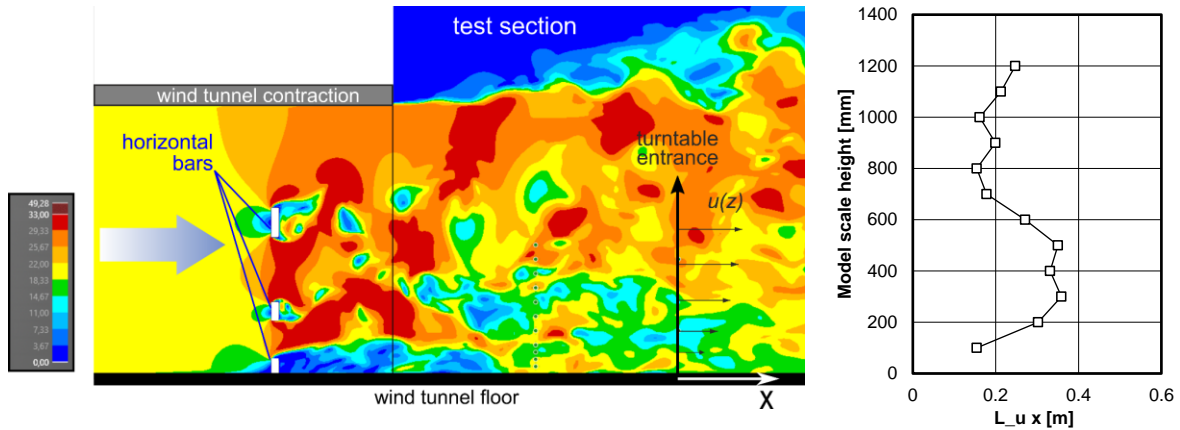 test section
wind tunnel contraction
horizontal
bars
turntable
entrance
u(z)
49,28
33,00
29,33
25,67
22,00
18,33
14,67
11,00
7,33
3,67
0,00
wind tunnel floor
X
Model scale height [mm]
1400
1200
1000
800
600
400
200
0
0
0.2
0.4
0.6
L_u x [m]